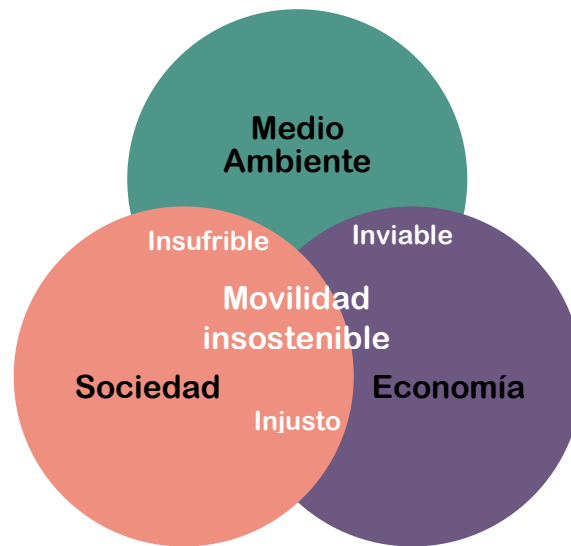 Medio
Ambiente
Insufrible
Inviable
Movilidad
insostenible
Sociedad
Economía
Injusto